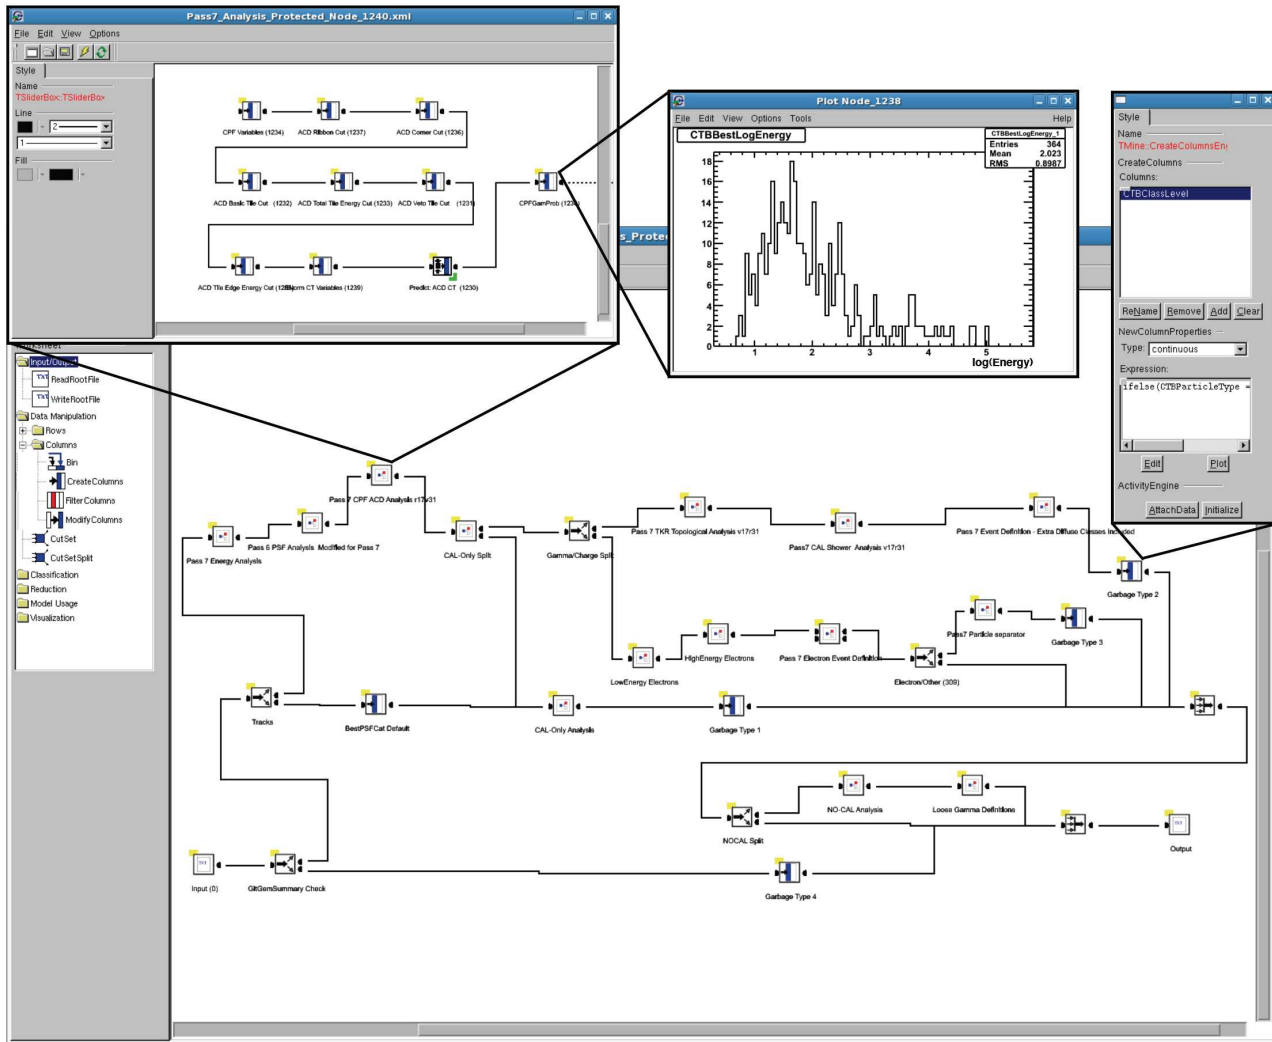 Pass7_Analysis_Protected_Node_1240.xml
File Edit View Options
Style
Name
TSliderBox::TSliderBox
Line
2
1
Fill
CPF Variables (1234) ACD Ribbon Cut (1237) ACD Corner Cut (1236)
ACD Basic Tile Cut (1232) ACD Total Tile Energy Cut (1233) ACD Veto Tile Cut (1231)
CPFGamProb (1238)
ACD Tile Edge Energy Cut Norm CT Variables (1239) Predict: ACD CT (1230)
s_Prote
Plot Node_1238
File Edit View Options Tools Help
CTBBestLogEnergy
CTBBestLogEnergy_1
Entries 364
Mean 2.023
RMS 0.8987
18
16
14
12
10
8
6
4
2
0
1 2 3 4 5
log(Energy)
Style
Name
TMine::CreateColumnsEn
CreateColumns
Columns:
CTBClassLevel
ReName Remove Add Clear
NewColumnProperties
Type: continuous
Expression:
ifelse(CTBParticleType =
Edit Plot
ActivityEngine
AttachData Initialize
Worksheet
Input/Output
TXT ReadRootFile
TXT WriteRootFile
Data Manipulation
Rows
Columns
Bin
CreateColumns
FilterColumns
ModifyColumns
CutSet
CutSetSplit
Classification
Reduction
Model Usage
Visualization
Pass 7 CPF ACD Analysis r17v31
Pass 7 Energy Analysis
Pass 6 PSF Analysis Modified for Pass 7
CAL-Only Split
Gamma/Charge Split
Pass 7 TKR Topological Analysis v17r31
Pass7 CAL Shower Analysis v17r31
Pass 7 Event Definition - Extra Diffuse Classes Included
Garbage Type 2
LowEnergy Electrons
HighEnergy Electrons
Pass 7 Electron Event Definition
Electron/Other (309)
Pass7 Particle separator
Garbage Type 3
Tracks
BestPSFCat Default
CAL-Only Analysis
Garbage Type 1
NOCAL Split
NO-CAL Analysis
Loose Gamma Definitions
TXT
Output
TXT
Input (0)
GltGemSummary Check
Garbage Type 4